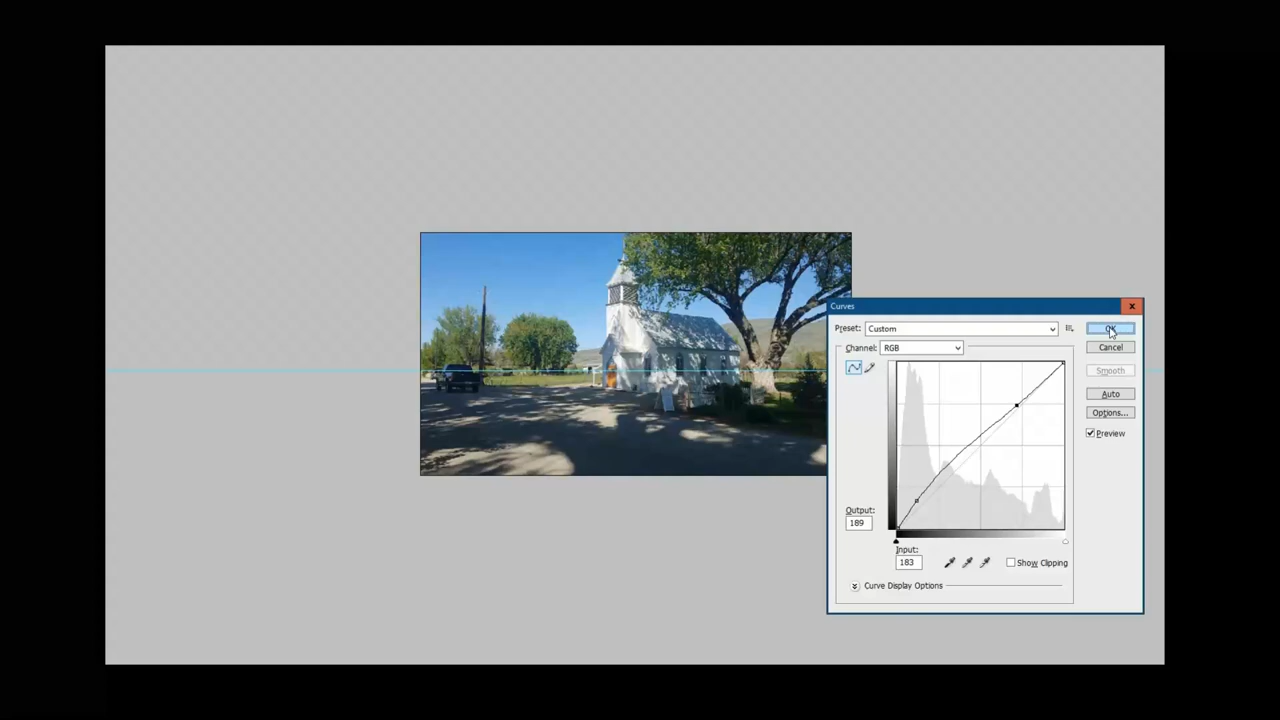 Curves
Preset: Custom
OK
Channel: RGB
Cancel
Smooth
Auto
Options...
Preview
Output:
189
Input:
183
Show Clipping
Curve Display Options